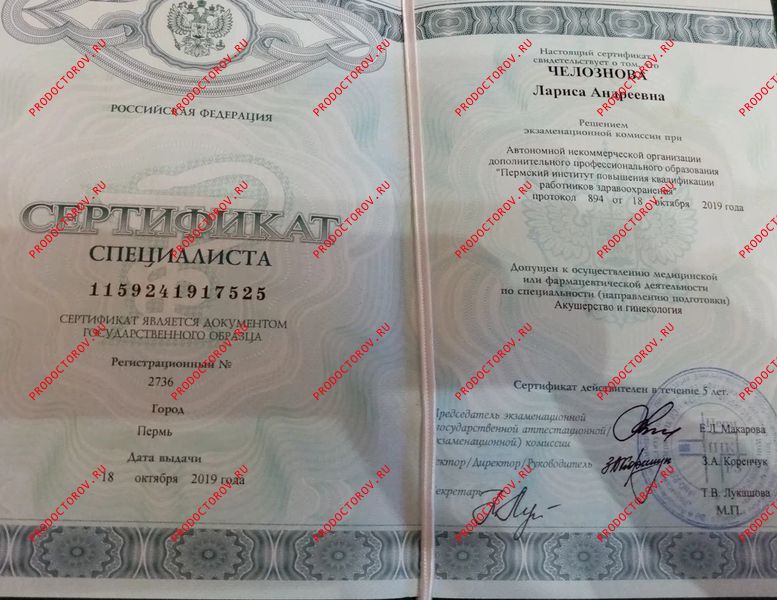 РОССИЙСКАЯ ФЕДЕРАЦИЯ
СЕРТИФИКАТ
СПЕЦИАЛИСТА
1159241917525
СЕРТИФИКАТ ЯВЛЯЕТСЯ ДОКУМЕНТОМ
ГОСУДАРСТВЕННОГО ОБРАЗЦА
Регистрационный №
2736
Город
Пермь
Дата выдачи
18 октября 2019 года
Настоящий сертификат
свидетельствует о том, что
ЧЕЛОЗНОВА
Лариса Андреевна
Решением
экзаменационной комиссии при
Автономной некоммерческой организации
дополнительного профессионального образования
"Пермский институт повышения квалификации
работников здравоохранения"
протокол 894 от 18 октября 2019 года
Допущен к осуществлению медицинской
или фармацевтической деятельности
по специальности (направлению подготовки)
Акушерство и гинекология
Сертификат действителен в течение 5 лет.
Председатель экзаменационной
государственной аттестационной/
экзаменационной) комиссии
Е.Л. Макарова
ектор/Директор/Руководитель
З.А. Коренчук
екретарь
Т.В. Лукашова
М.П.
PRODOCTOROV.RU